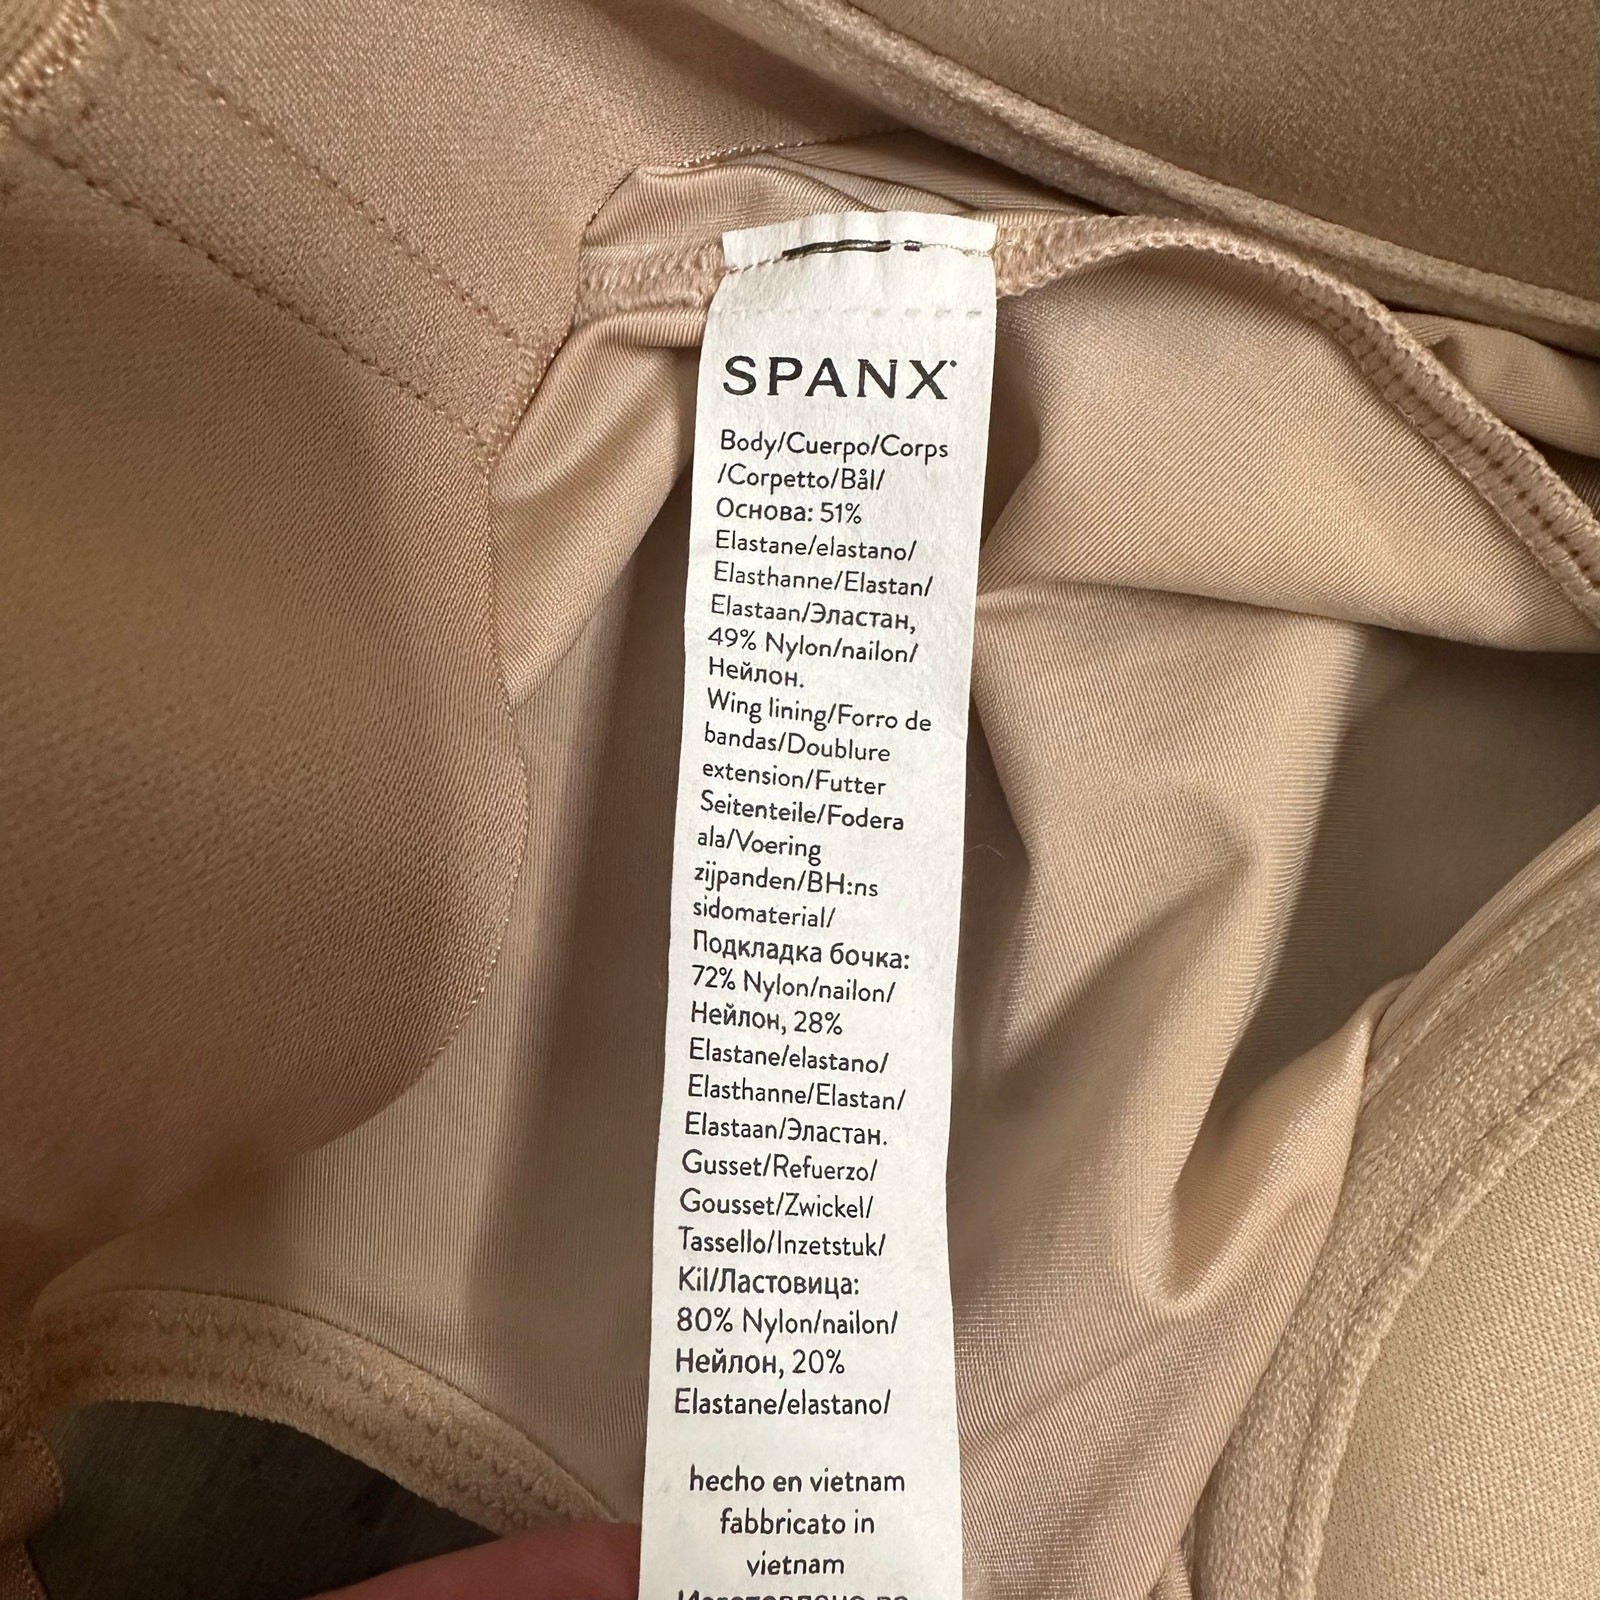 SPANX
Body/Cuerpo/Corps
/Corpetto/Bål/
Основа: 51%
Elastane/elastano/
Elasthanne/Elastan/
Elastaan/Эластан,
49% Nylon/nailon/
Нейлон.
Wing lining/Forro de
bandas/Doublure
extension/Futter
Seitenteile/Fodera
ala/Voering
zijpanden/BH:ns
sidomaterial/
Подкладка бочка:
72% Nylon/nailon/
Нейлон, 28%
Elastane/elastano/
Elasthanne/Elastan/
Elastaan/Эластан.
Gusset/Refuerzo/
Gousset/Zwickel/
Tassello/Inzetstuk/
Kil/Ластовица:
80% Nylon/nailon/
Нейлон, 20%
Elastane/elastano/
hecho en vietnam
fabbricato in
vietnam